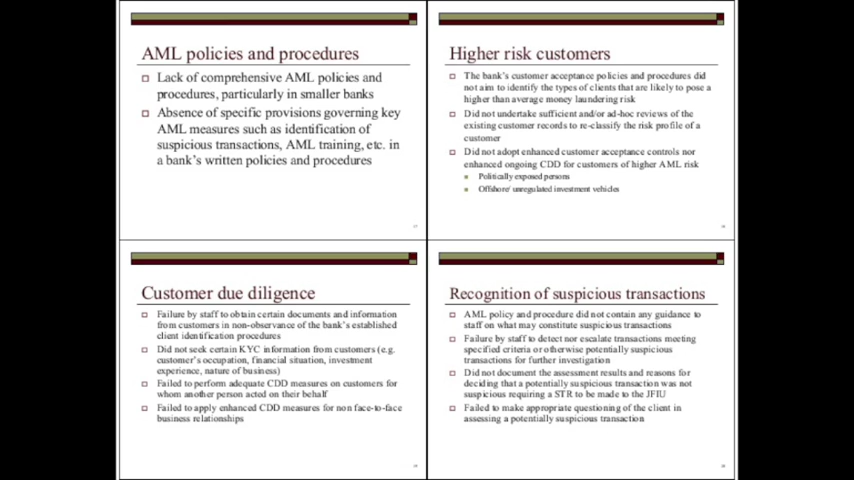 AML policies and procedures
Lack of comprehensive AML policies and
procedures, particularly in smaller banks
Absence of specific provisions governing key
AML measures such as identification of
suspicious transactions, AML training, etc. in
a bank's written policies and procedures
17
Higher risk customers
The bank's customer acceptance policies and procedures did
not aim to identify the types of clients that are likely to pose a
higher than average money laundering risk
Did not undertake sufficient and/or ad-hoc reviews of the
existing customer records to re-classify the risk profile of a
customer
Did not adopt enhanced customer acceptance controls nor
enhanced ongoing CDD for customers of higher AML risk
Politically exposed persons
Offshore/ unregulated investment vehicles
Customer due diligence
Failure by staff to obtain certain documents and information
from customers in non-observance of the bank's established
client identification procedures
Did not seek certain KYC information from customers (e.g.
customer's occupation, financial situation, investment
experience, nature of business)
Failed to perform adequate CDD measures on customers for
whom another person acted on their behalf
Failed to apply enhanced CDD measures for non face-to-face
business relationships
Recognition of suspicious transactions
AML policy and procedure did not contain any guidance to
staff on what may constitute suspicious transactions
Failure by staff to detect nor escalate transactions meeting
specified criteria or otherwise potentially suspicious
transactions for further investigation
Did not document the assessment results and reasons for
deciding that a potentially suspicious transaction was not
suspicious requiring a STR to be made to the JFIU
Failed to make appropriate questioning of the client in
assessing a potentially suspicious transaction